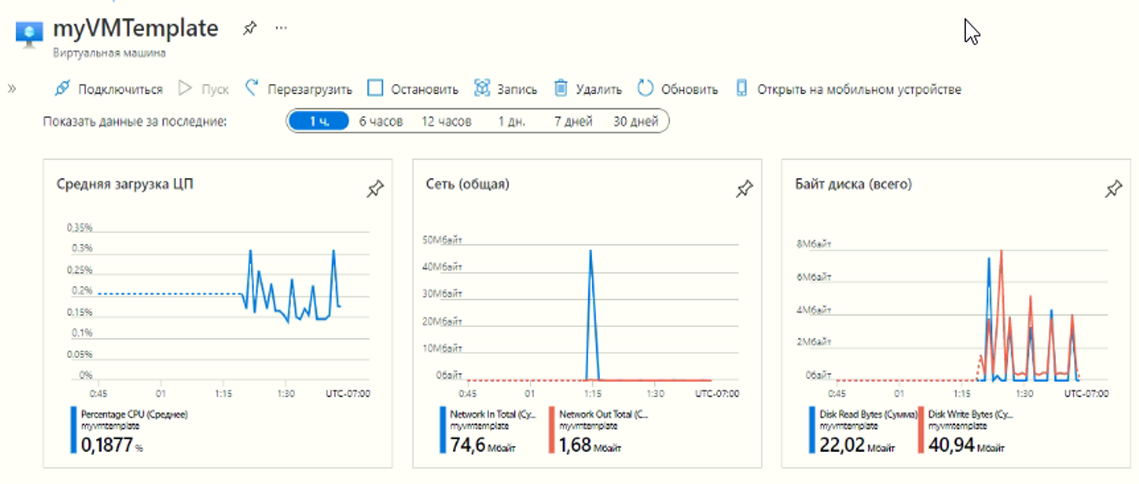 myVMTemplate
Виртуальная машина
Подключиться Пуск Перезагрузить Остановить Запись Удалить Обновить Открыть на мобильном устройстве
Показать данные за последние: 1 ч. 6 часов 12 часов 1 дн. 7 дней 30 дней
Средняя загрузка ЦП
0,35%
0,3%
0,25%
0,2%
0,15%
0,1%
0,05%
0%
0:45 01 1:15 1:30 UTC-07:00
Percentage CPU (Среднее)
myvmtemplate
0,1877 %
Сеть (общая)
50Мбайт
40Мбайт
30Мбайт
20Мбайт
10Мбайт
0байт
0:45 01 1:15 1:30 UTC-07:00
Network In Total (Су... Network Out Total (С...
myvmtemplate myvmtemplate
74,6 Мбайт 1,68 Мбайт
Байт диска (всего)
8Мбайт
6Мбайт
4Мбайт
2Мбайт
0байт
0:45 01 1:15 1:30 UTC-07:00
Disk Read Bytes (Сумма) Disk Write Bytes (Су...
myvmtemplate myvmtemplate
22,02 Мбайт 40,94 Мбайт